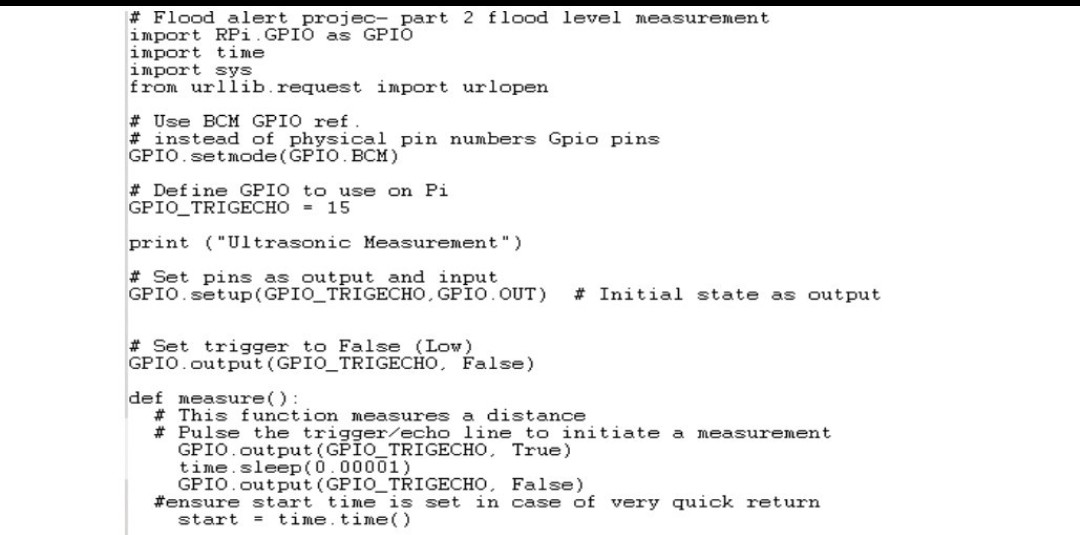 # Flood alert projec- part 2 flood level measurement
import RPi.GPIO as GPIO
import time
import sys
from urllib.request import urlopen
# Use BCM GPIO ref.
# instead of physical pin numbers Gpio pins
GPIO.setmode(GPIO.BCM)
# Define GPIO to use on Pi
GPIO_TRIGECHO = 15
print ("Ultrasonic Measurement")
# Set pins as output and input
GPIO.setup(GPIO_TRIGECHO,GPIO.OUT)  # Initial state as output
# Set trigger to False (Low)
GPIO.output(GPIO_TRIGECHO, False)
def measure():
  # This function measures a distance
  # Pulse the trigger/echo line to initiate a measurement
    GPIO.output(GPIO_TRIGECHO, True)
    time.sleep(0.00001)
    GPIO.output(GPIO_TRIGECHO, False)
  #ensure start time is set in case of very quick return
    start = time.time()